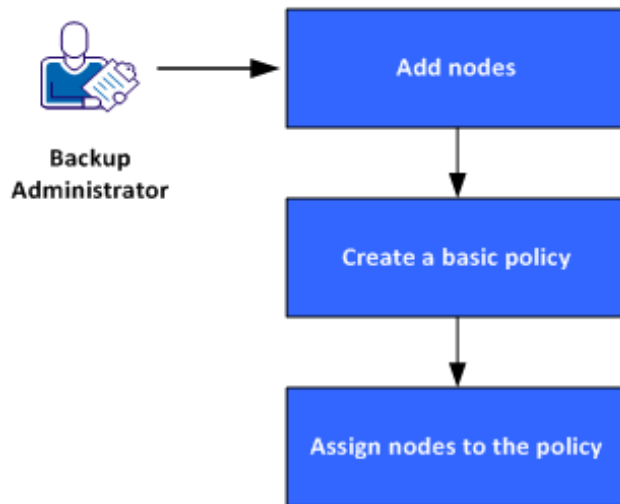 Backup
Administrator
Add nodes
Create a basic policy
Assign nodes to the policy